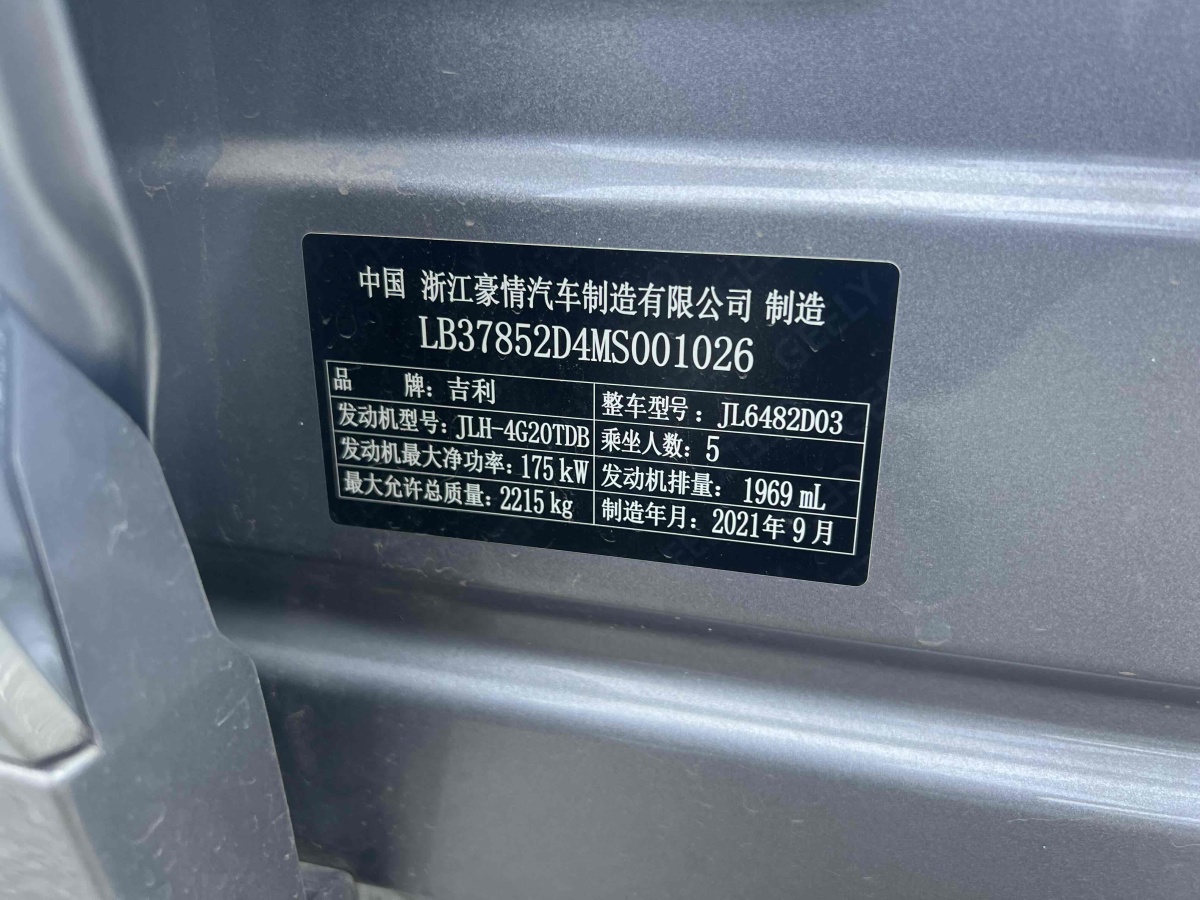 中国 浙江豪情汽车制造有限公司 制造
LB37852D4MS001026
品 牌：吉利 整车型号：JL6482D03
发动机型号：JLH-4G20TDB 乘坐人数：5
发动机最大净功率：175 kW 发动机排量：1969 mL
最大允许总质量：2215 kg 制造年月：2021年 9 月